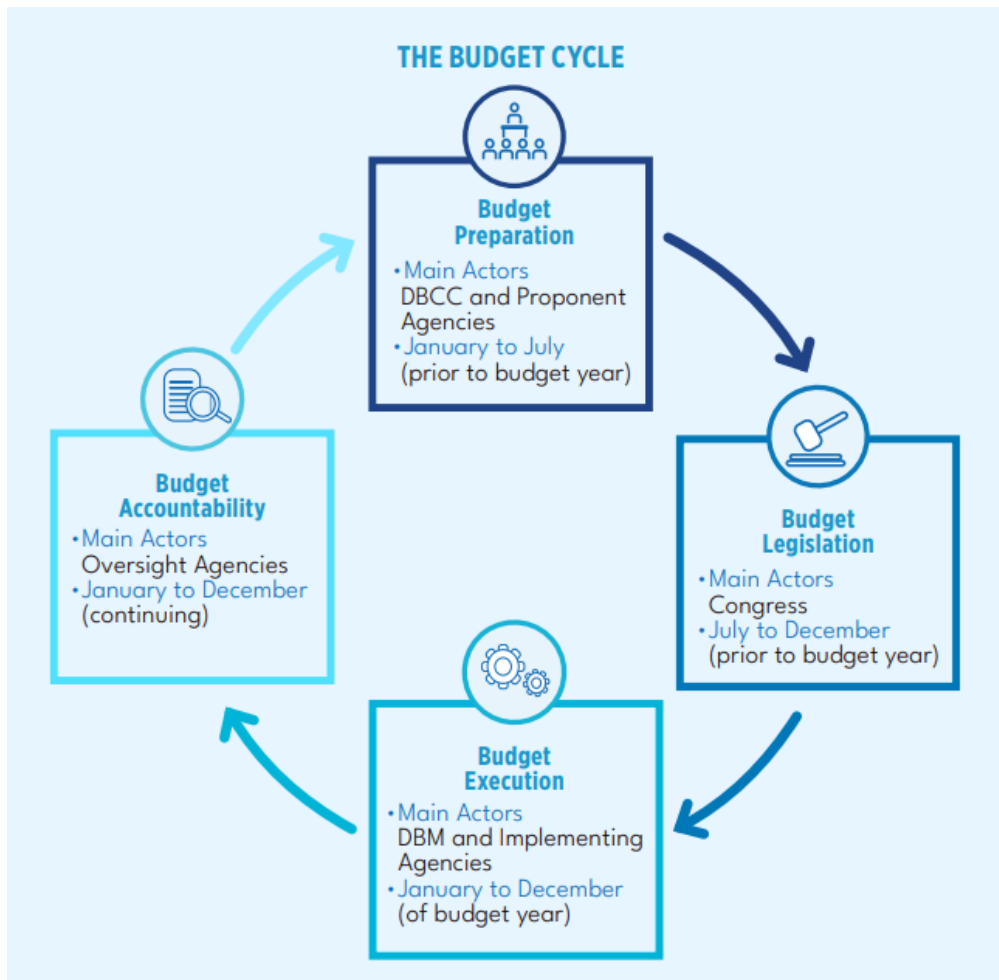 THE BUDGET CYCLE
Budget
Preparation
•Main Actors
DBCC and Proponent
Agencies
•January to July
(prior to budget year)
Budget
Legislation
•Main Actors
Congress
•July to December
(prior to budget year)
Budget
Execution
•Main Actors
DBM and Implementing
Agencies
•January to December
(of budget year)
Budget
Accountability
•Main Actors
Oversight Agencies
•January to December
(continuing)